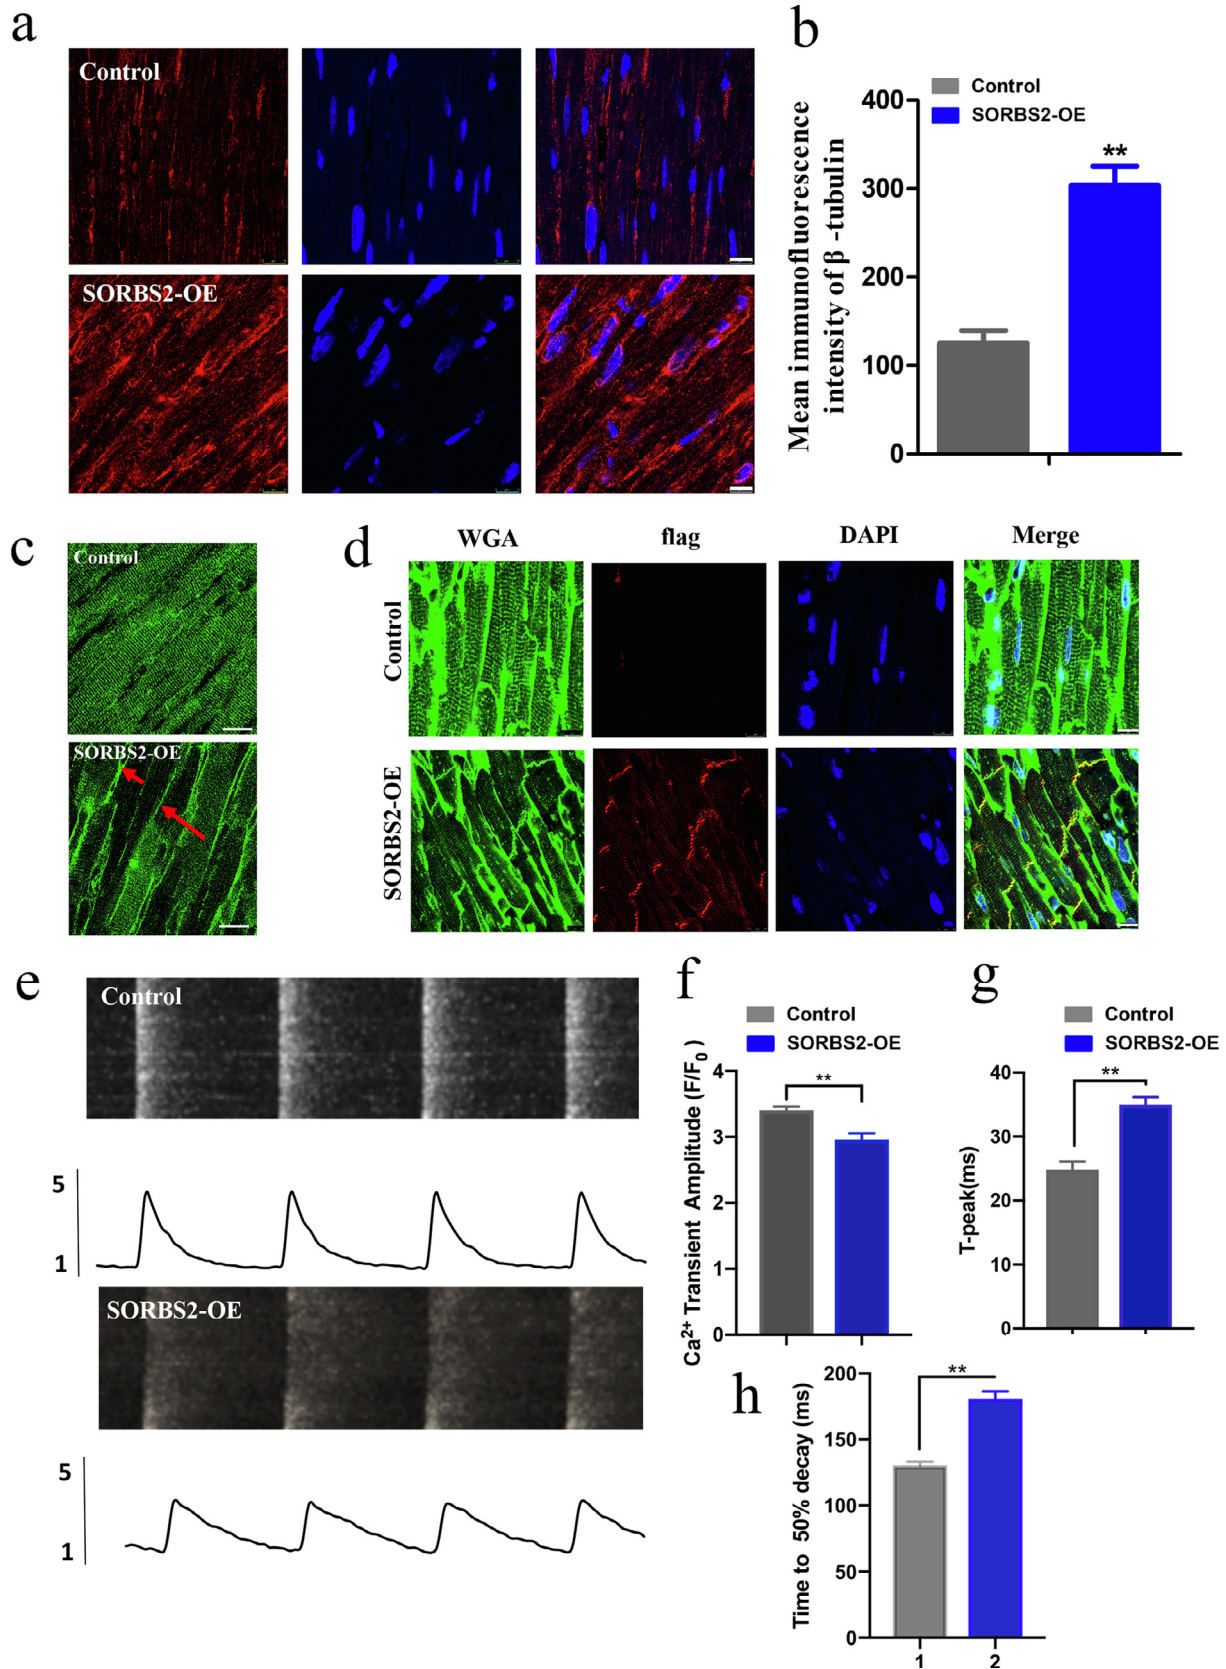 a
Control
SORBS2-OE
b
Control
SORBS2-OE
Mean immunofluorescence
intensity of β -tubulin
400
300
200
100
0
**
c
Control
SORBS2-OE
d
WGA flag DAPI Merge
Control
SORBS2-OE
e
Control
5
1
SORBS2-OE
5
1
f
Control
SORBS2-OE
Ca²⁺ Transient Amplitude (F/F₀)
4
3
2
1
0
**
g
Control
SORBS2-OE
T-peak(ms)
40
30
20
10
0
**
h
Time to 50% decay (ms)
200
150
100
50
0
**
1 2